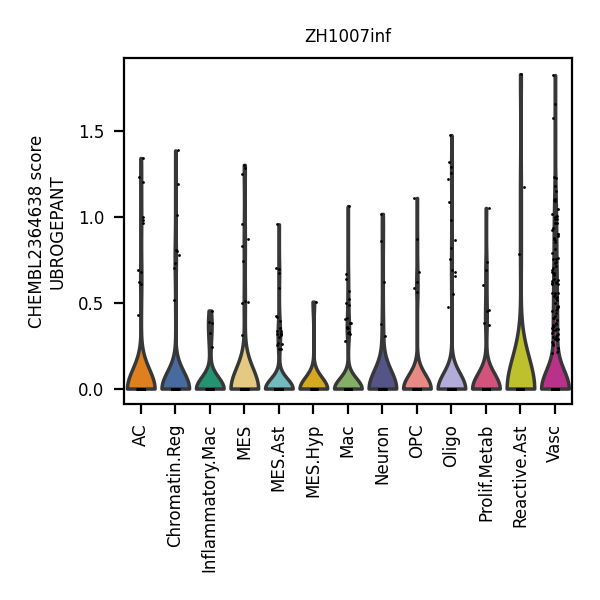 ZH1007inf
CHEMBL2364638 score
UBROGEPANT
1.5
1.0
0.5
0.0
AC
Chromatin.Reg
Inflammatory.Mac
MES
MES.Ast
MES.Hyp
Mac
Neuron
OPC
Oligo
Prolif.Metab
Reactive.Ast
Vasc